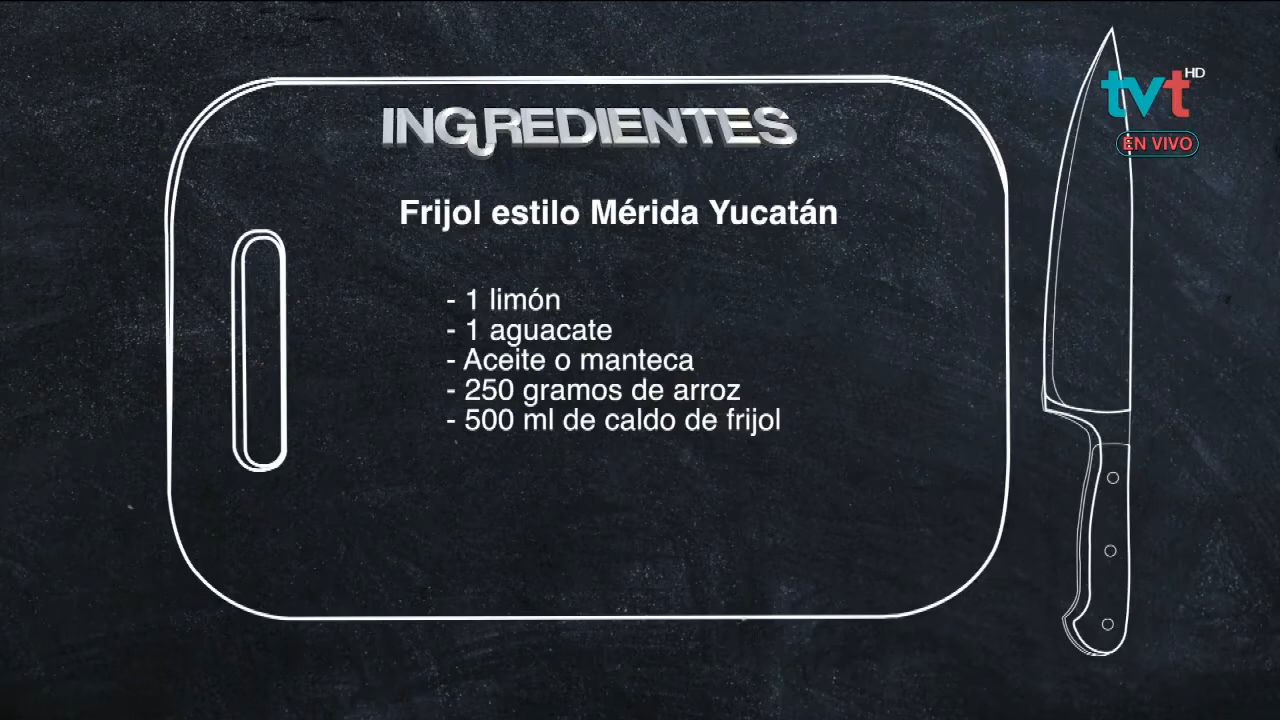 tvt HD
EN VIVO
INGREDIENTES
Frijol estilo Mérida Yucatán
- 1 limón
- 1 aguacate
- Aceite o manteca
- 250 gramos de arroz
- 500 ml de caldo de frijol